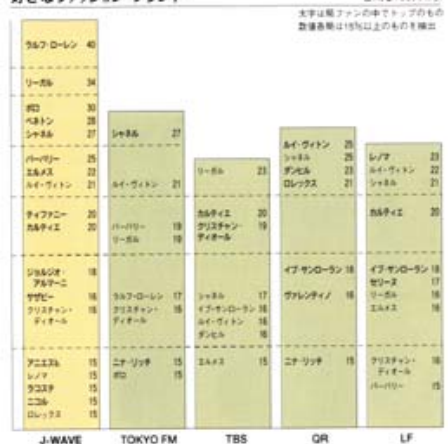 太字は局ファンの中でトップのもの
数値各局は15%以上のものを抽出
ラルフ・ローレン 40
リーガル 34
ポロ 30
ベネトン 28
シャネル 27
バーバリー 25
エルメス 22
ルイ・ヴィトン 21
ティファニー 20
カルティエ 20
ジョルジオ・アルマーニ 18
サザビー 16
クリスチャン・ディオール 16
アニエスb. 15
レノマ 15
ラコステ 15
ニコル 15
ロレックス 15
J-WAVE
シャネル 27
ルイ・ヴィトン 21
バーバリー 19
リーガル 19
ラルフ・ローレン 17
クリスチャン・ディオール 16
ニナ・リッチ 15
ポロ 15
TOKYO FM
リーガル 23
カルティエ 20
クリスチャン・ディオール 19
シャネル 17
イブ・サンローラン 16
ルイ・ヴィトン 16
ダンヒル 16
エルメス 15
TBS
ルイ・ヴィトン 25
シャネル 25
ダンヒル 23
ロレックス 21
イブ・サンローラン 18
ヴァレンティノ 16
ニナ・リッチ 15
QR
レノマ 23
ルイ・ヴィトン 22
シャネル 21
カルティエ 20
イブ・サンローラン 18
セリーヌ 17
リーガル 16
エルメス 16
クリスチャン・ディオール 16
バーバリー 15
LF